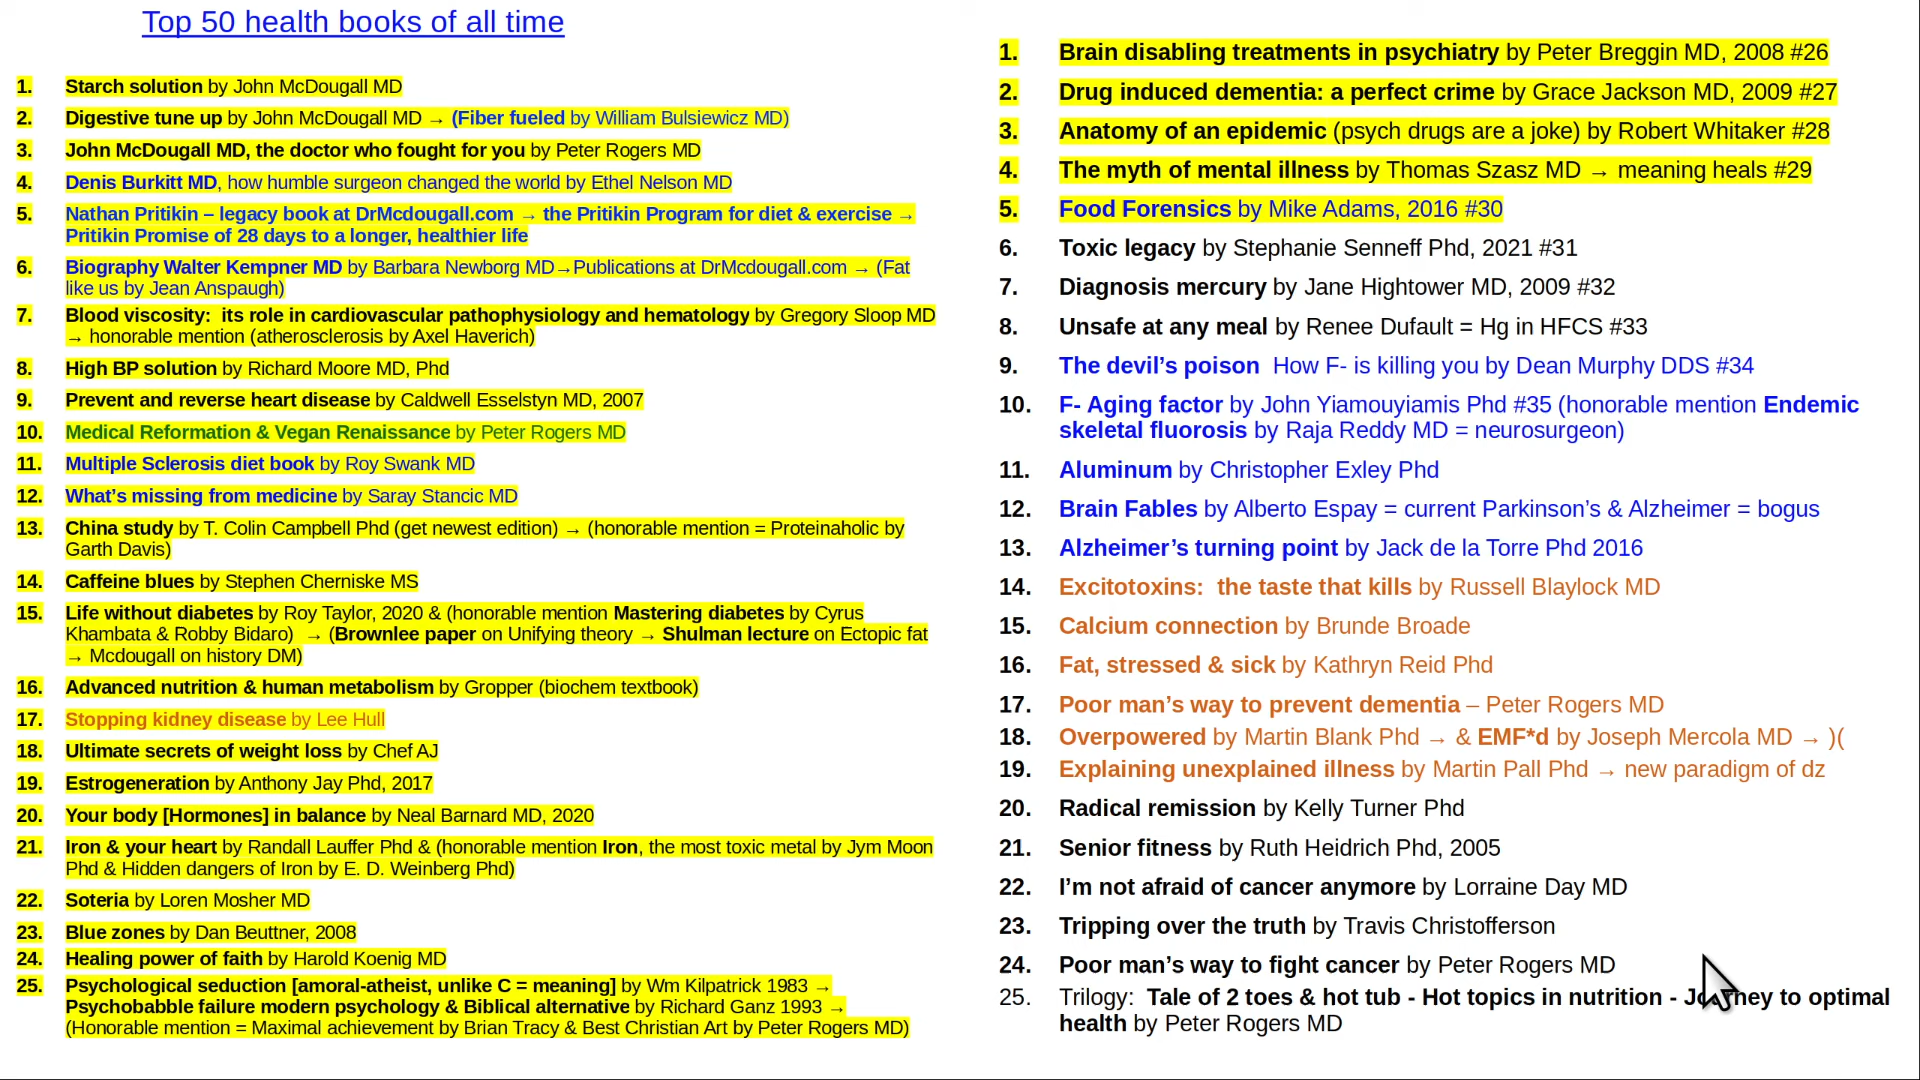 Top 50 health books of all time
1. Starch solution by John McDougall MD
2. Digestive tune up by John McDougall MD → (Fiber fueled by William Bulsiewicz MD)
3. John McDougall MD, the doctor who fought for you by Peter Rogers MD
4. Denis Burkitt MD, how humble surgeon changed the world by Ethel Nelson MD
5. Nathan Pritikin – legacy book at DrMcdougall.com → the Pritikin Program for diet & exercise →
Pritikin Promise of 28 days to a longer, healthier life
6. Biography Walter Kempner MD by Barbara Newborg MD→Publications at DrMcdougall.com → (Fat
like us by Jean Anspaugh)
7. Blood viscosity: its role in cardiovascular pathophysiology and hematology by Gregory Sloop MD
→ honorable mention (atherosclerosis by Axel Haverich)
8. High BP solution by Richard Moore MD, Phd
9. Prevent and reverse heart disease by Caldwell Esselstyn MD, 2007
10. Medical Reformation & Vegan Renaissance by Peter Rogers MD
11. Multiple Sclerosis diet book by Roy Swank MD
12. What's missing from medicine by Saray Stancic MD
13. China study by T. Colin Campbell Phd (get newest edition) → (honorable mention = Proteinaholic by
Garth Davis)
14. Caffeine blues by Stephen Cherniske MS
15. Life without diabetes by Roy Taylor, 2020 & (honorable mention Mastering diabetes by Cyrus
Khambata & Robby Bidaro) → (Brownlee paper on Unifying theory → Shulman lecture on Ectopic fat
→ Mcdougall on history DM)
16. Advanced nutrition & human metabolism by Gropper (biochem textbook)
17. Stopping kidney disease by Lee Hull
18. Ultimate secrets of weight loss by Chef AJ
19. Estrogeneration by Anthony Jay Phd, 2017
20. Your body [Hormones] in balance by Neal Barnard MD, 2020
21. Iron & your heart by Randall Lauffer Phd & (honorable mention Iron, the most toxic metal by Jym Moon
Phd & Hidden dangers of Iron by E. D. Weinberg Phd)
22. Soteria by Loren Mosher MD
23. Blue zones by Dan Beuttner, 2008
24. Healing power of faith by Harold Koenig MD
25. Psychological seduction [amoral-atheist, unlike C = meaning] by Wm Kilpatrick 1983 →
Psychobabble failure modern psychology & Biblical alternative by Richard Ganz 1993 →
(Honorable mention = Maximal achievement by Brian Tracy & Best Christian Art by Peter Rogers MD)
1. Brain disabling treatments in psychiatry by Peter Breggin MD, 2008 #26
2. Drug induced dementia: a perfect crime by Grace Jackson MD, 2009 #27
3. Anatomy of an epidemic (psych drugs are a joke) by Robert Whitaker #28
4. The myth of mental illness by Thomas Szasz MD → meaning heals #29
5. Food Forensics by Mike Adams, 2016 #30
6. Toxic legacy by Stephanie Senneff Phd, 2021 #31
7. Diagnosis mercury by Jane Hightower MD, 2009 #32
8. Unsafe at any meal by Renee Dufault = Hg in HFCS #33
9. The devil's poison How F- is killing you by Dean Murphy DDS #34
10. F- Aging factor by John Yiamouyiamis Phd #35 (honorable mention Endemic
skeletal fluorosis by Raja Reddy MD = neurosurgeon)
11. Aluminum by Christopher Exley Phd
12. Brain Fables by Alberto Espay = current Parkinson's & Alzheimer = bogus
13. Alzheimer's turning point by Jack de la Torre Phd 2016
14. Excitotoxins: the taste that kills by Russell Blaylock MD
15. Calcium connection by Brunde Broade
16. Fat, stressed & sick by Kathryn Reid Phd
17. Poor man's way to prevent dementia – Peter Rogers MD
18. Overpowered by Martin Blank Phd → & EMF*d by Joseph Mercola MD → )(
19. Explaining unexplained illness by Martin Pall Phd → new paradigm of dz
20. Radical remission by Kelly Turner Phd
21. Senior fitness by Ruth Heidrich Phd, 2005
22. I'm not afraid of cancer anymore by Lorraine Day MD
23. Tripping over the truth by Travis Christofferson
24. Poor man's way to fight cancer by Peter Rogers MD
25. Trilogy: Tale of 2 toes & hot tub - Hot topics in nutrition - Journey to optimal
health by Peter Rogers MD